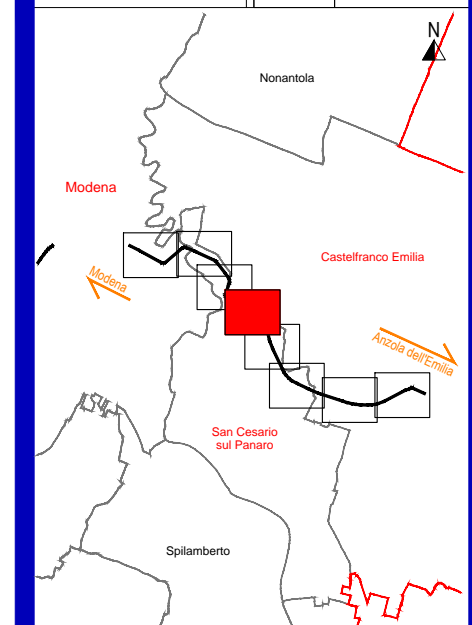 N
Nonantola
Modena
Castelfranco Emilia
Modena
Anzola dell'Emilia
San Cesario
sul Panaro
Spilamberto